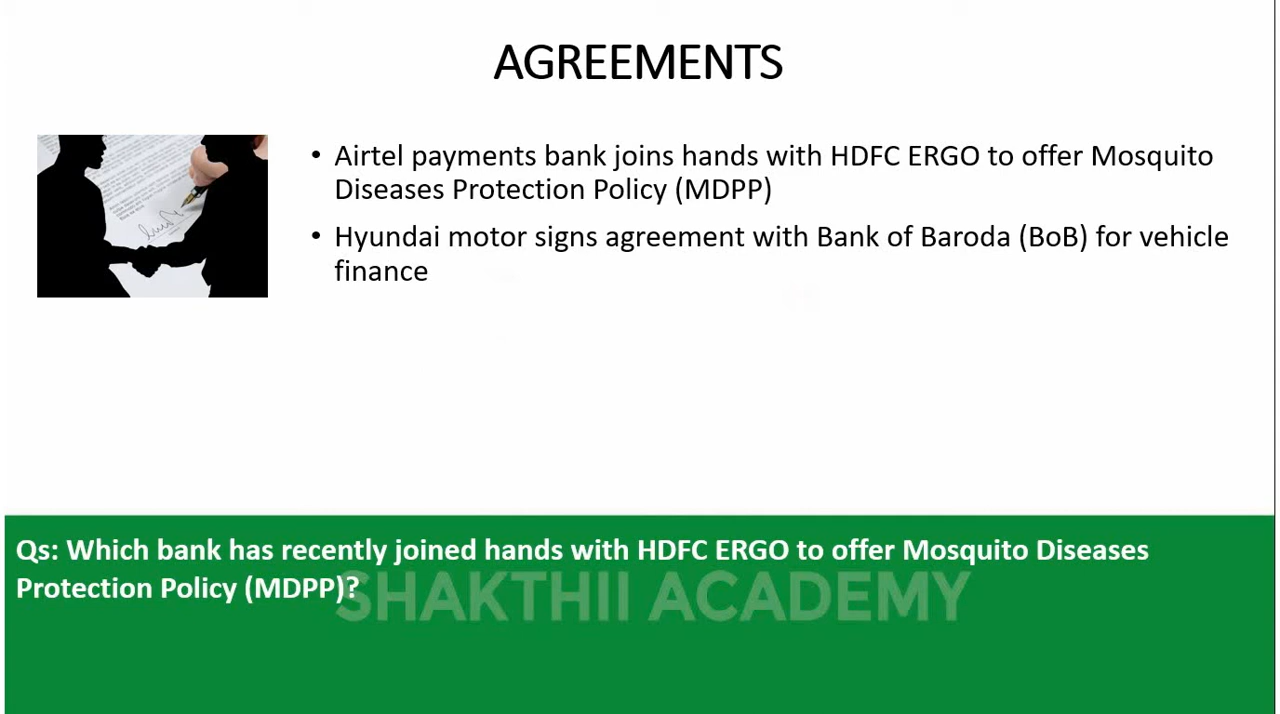 AGREEMENTS
• Airtel payments bank joins hands with HDFC ERGO to offer Mosquito
Diseases Protection Policy (MDPP)
• Hyundai motor signs agreement with Bank of Baroda (BoB) for vehicle
finance
Qs: Which bank has recently joined hands with HDFC ERGO to offer Mosquito Diseases
Protection Policy (MDPP)?
SHAKTHII ACADEMY